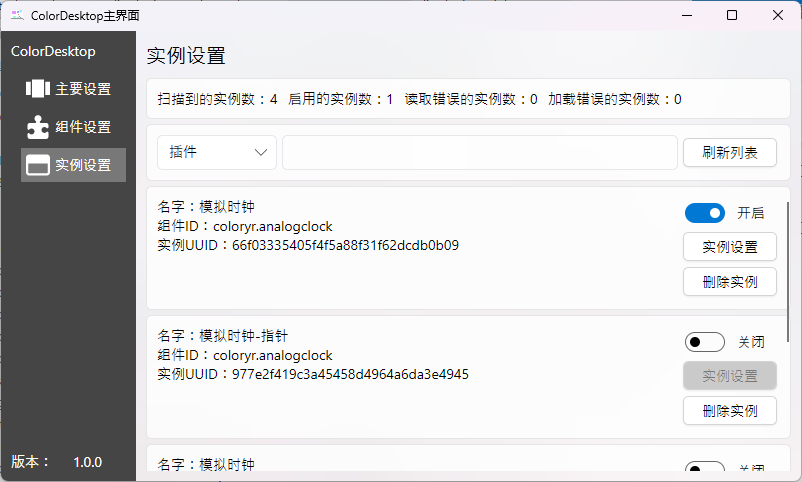 ColorDesktop主界面
ColorDesktop
主要设置
组件设置
实例设置
版本： 1.0.0
实例设置
扫描到的实例数：4 启用的实例数：1 读取错误的实例数：0 加载错误的实例数：0
插件
刷新列表
名字：模拟时钟
组件ID：coloryr.analogclock
实例UUID：66f03335405f4f5a88f31f62dcdb0b09
开启
实例设置
删除实例
名字：模拟时钟-指针
组件ID：coloryr.analogclock
实例UUID：977e2f419c3a45458d4964a6da3e4945
关闭
实例设置
删除实例
名字：模拟时钟
关闭